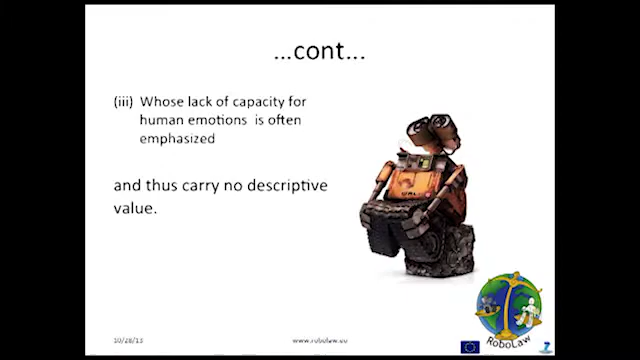 ...cont...
(iii) Whose lack of capacity for
human emotions is often
emphasized
and thus carry no descriptive
value.
10/28/13
www.robolaw.eu
RoboLaw